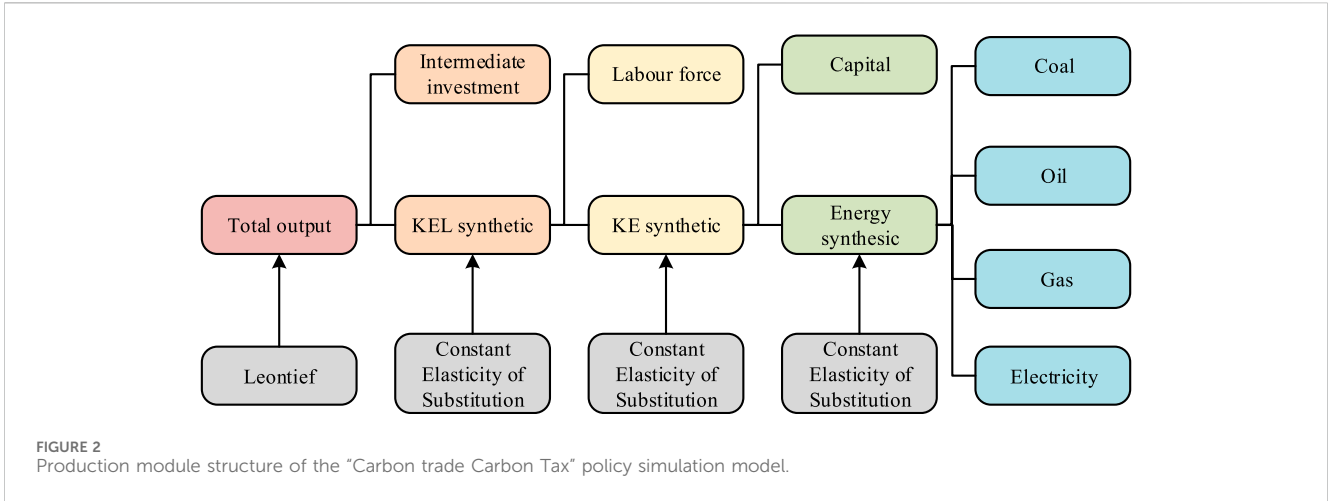 Intermediate
investment
Labour force
Capital
Coal
Oil
Total output
KEL synthetic
KE synthetic
Energy
synthesic
Gas
Leontief
Constant
Elasticity of
Substitution
Constant
Elasticity of
Substitution
Constant
Elasticity of
Substitution
Electricity
FIGURE 2
Production module structure of the “Carbon trade Carbon Tax” policy simulation model.